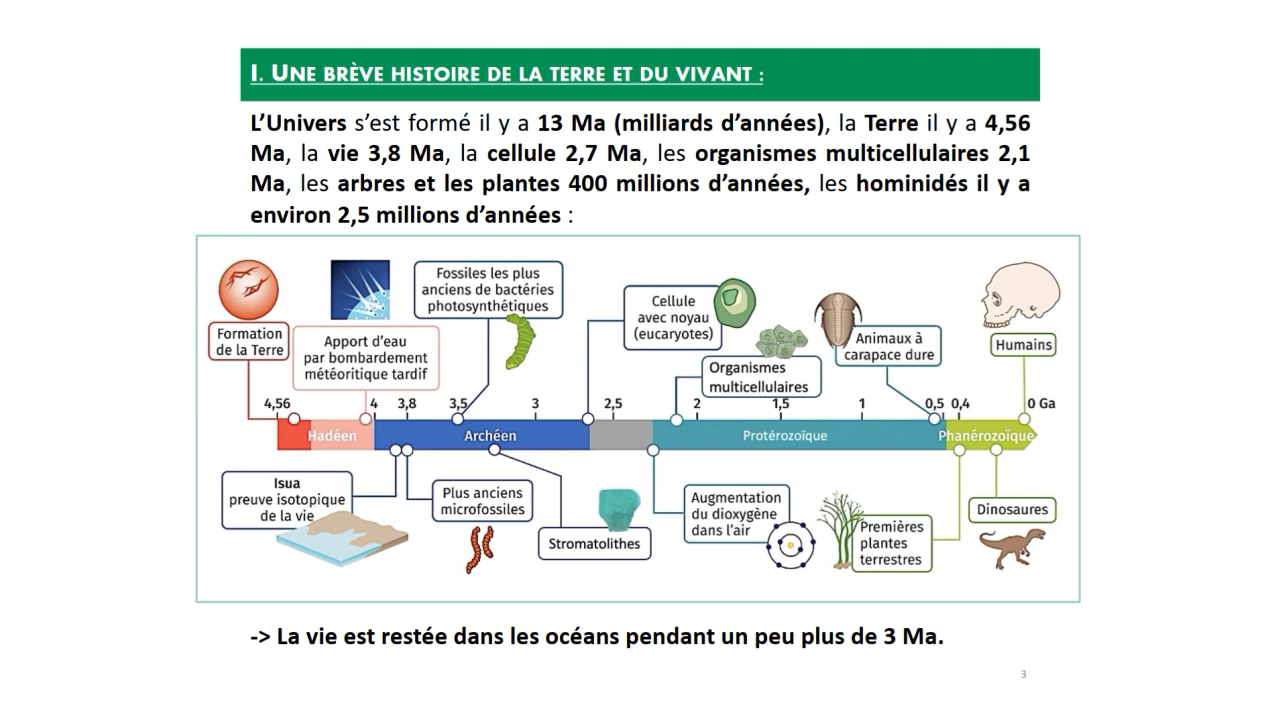 I. UNE BRÈVE HISTOIRE DE LA TERRE ET DU VIVANT :
L’Univers s’est formé il y a 13 Ma (milliards d’années), la Terre il y a 4,56
Ma, la vie 3,8 Ma, la cellule 2,7 Ma, les organismes multicellulaires 2,1
Ma, les arbres et les plantes 400 millions d’années, les hominidés il y a
environ 2,5 millions d’années :
Formation
de la Terre
Apport d’eau
par bombardement
météoritique tardif
Fossiles les plus
anciens de bactéries
photosynthétiques
Cellule
avec noyau
(eucaryotes)
Organismes
multicellulaires
Animaux à
carapace dure
Humains
4,56 4 3,8 3,5 3 2,5 2 1,5 1 0,5 0,4 0 Ga
Hadéen Archéen Protérozoïque Phanérozoïque
Isua
preuve isotopique
de la vie
Plus anciens
microfossiles
Stromatolithes
Augmentation
du dioxygène
dans l’air
Premières
plantes
terrestres
Dinosaures
-> La vie est restée dans les océans pendant un peu plus de 3 Ma.
3